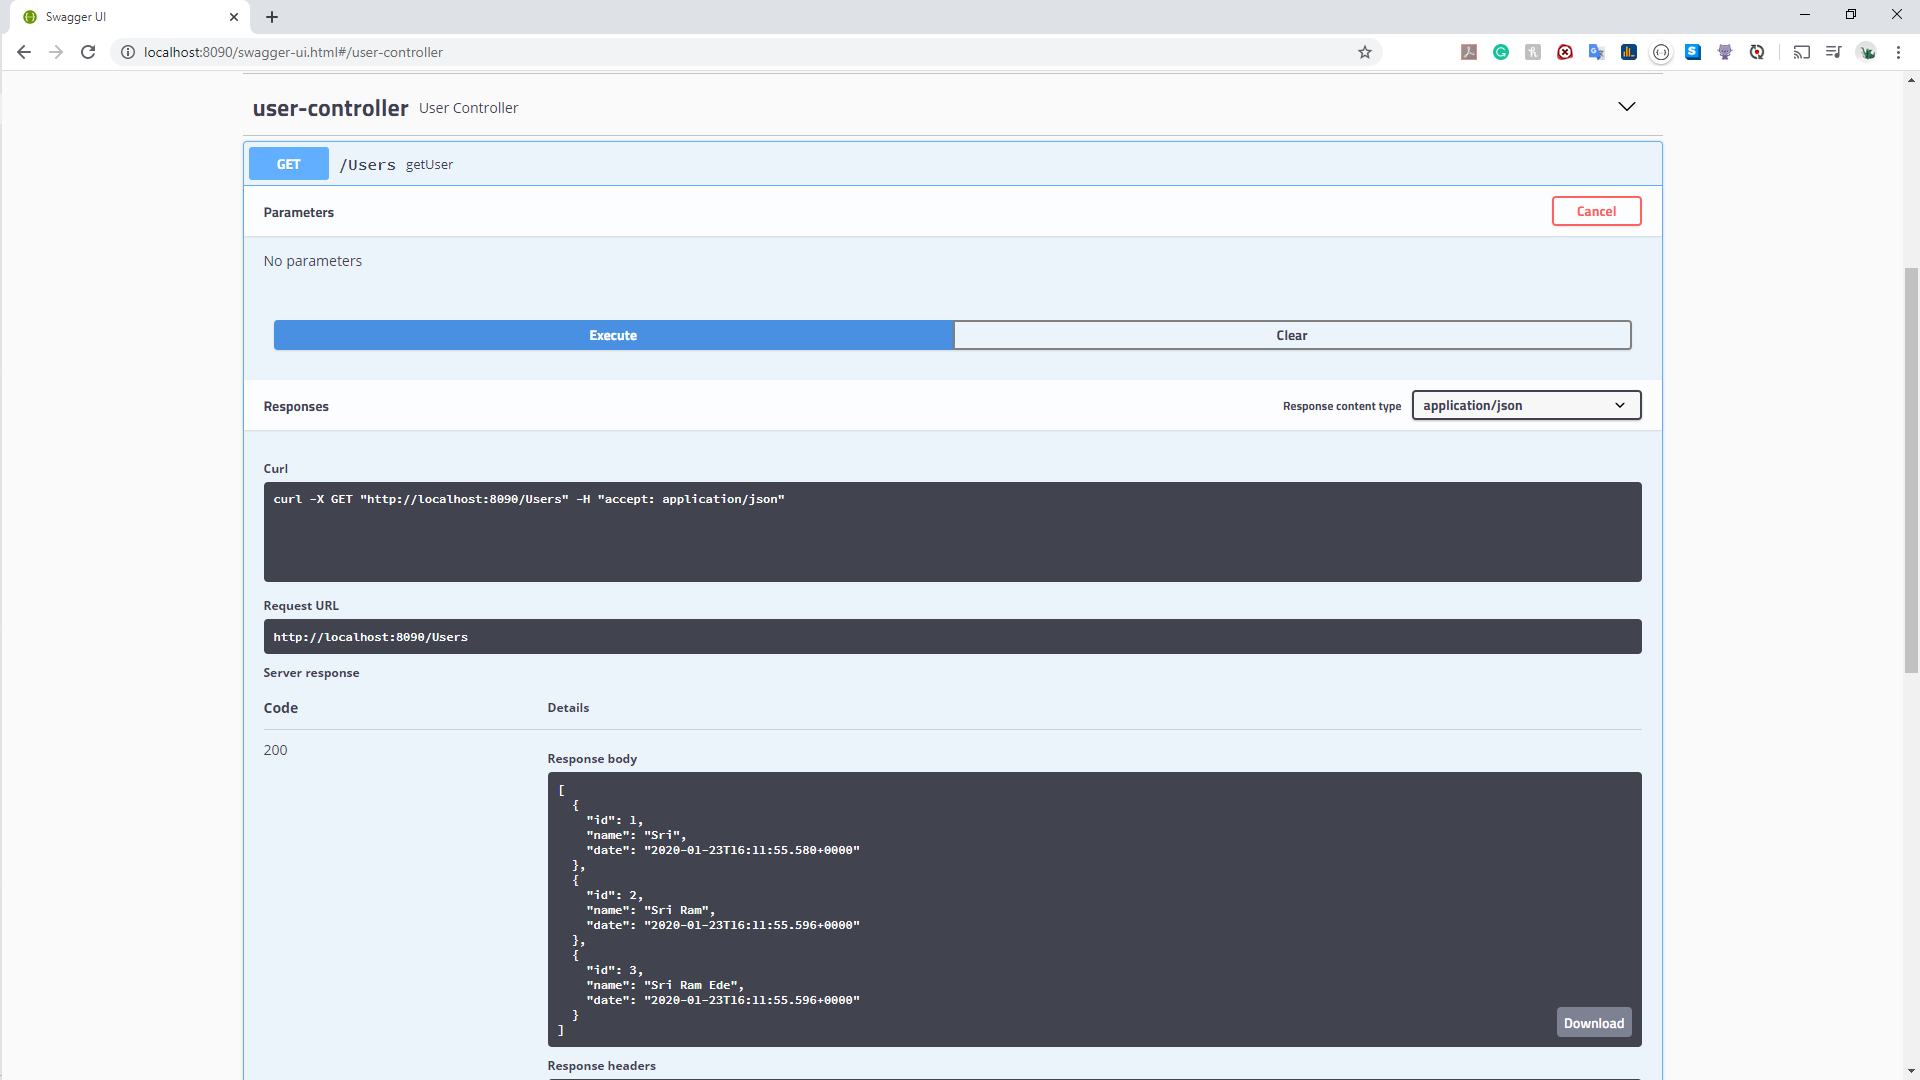 Swagger UI
localhost:8090/swagger-ui.html#/user-controller
user-controller User Controller
GET /Users getUser
Parameters Cancel
No parameters
Execute Clear
Responses Response content type application/json
Curl
curl -X GET "http://localhost:8090/Users" -H "accept: application/json"
Request URL
http://localhost:8090/Users
Server response
Code Details
200
Response body
[
  {
    "id": 1,
    "name": "Sri",
    "date": "2020-01-23T16:11:55.580+0000"
  },
  {
    "id": 2,
    "name": "Sri Ram",
    "date": "2020-01-23T16:11:55.596+0000"
  },
  {
    "id": 3,
    "name": "Sri Ram Ede",
    "date": "2020-01-23T16:11:55.596+0000"
  }
]
Download
Response headers